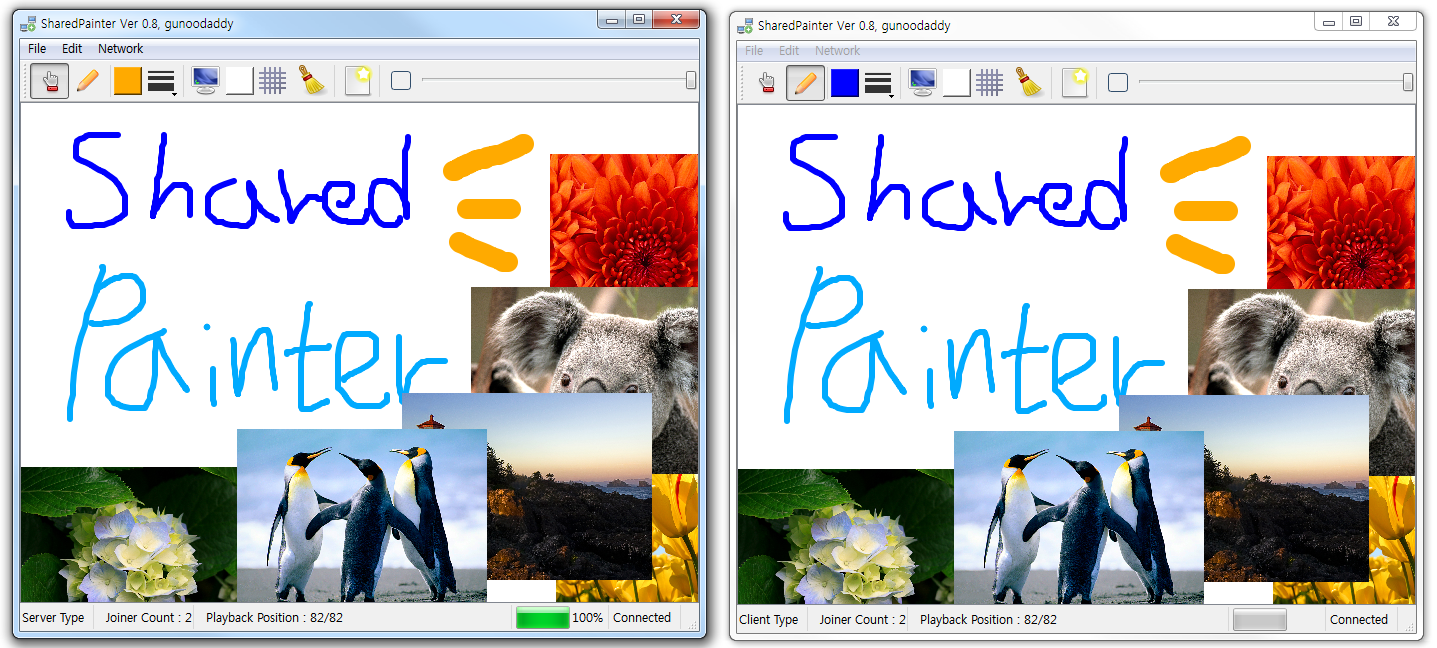 SharedPainter Ver 0.8, gunoodaddy
File Edit Network
Shared
Painter
Server Type Joiner Count : 2 Playback Position : 82/82 100% Connected
SharedPainter Ver 0.8, gunoodaddy
File Edit Network
Shared
Painter
Client Type Joiner Count : 2 Playback Position : 82/82 Connected